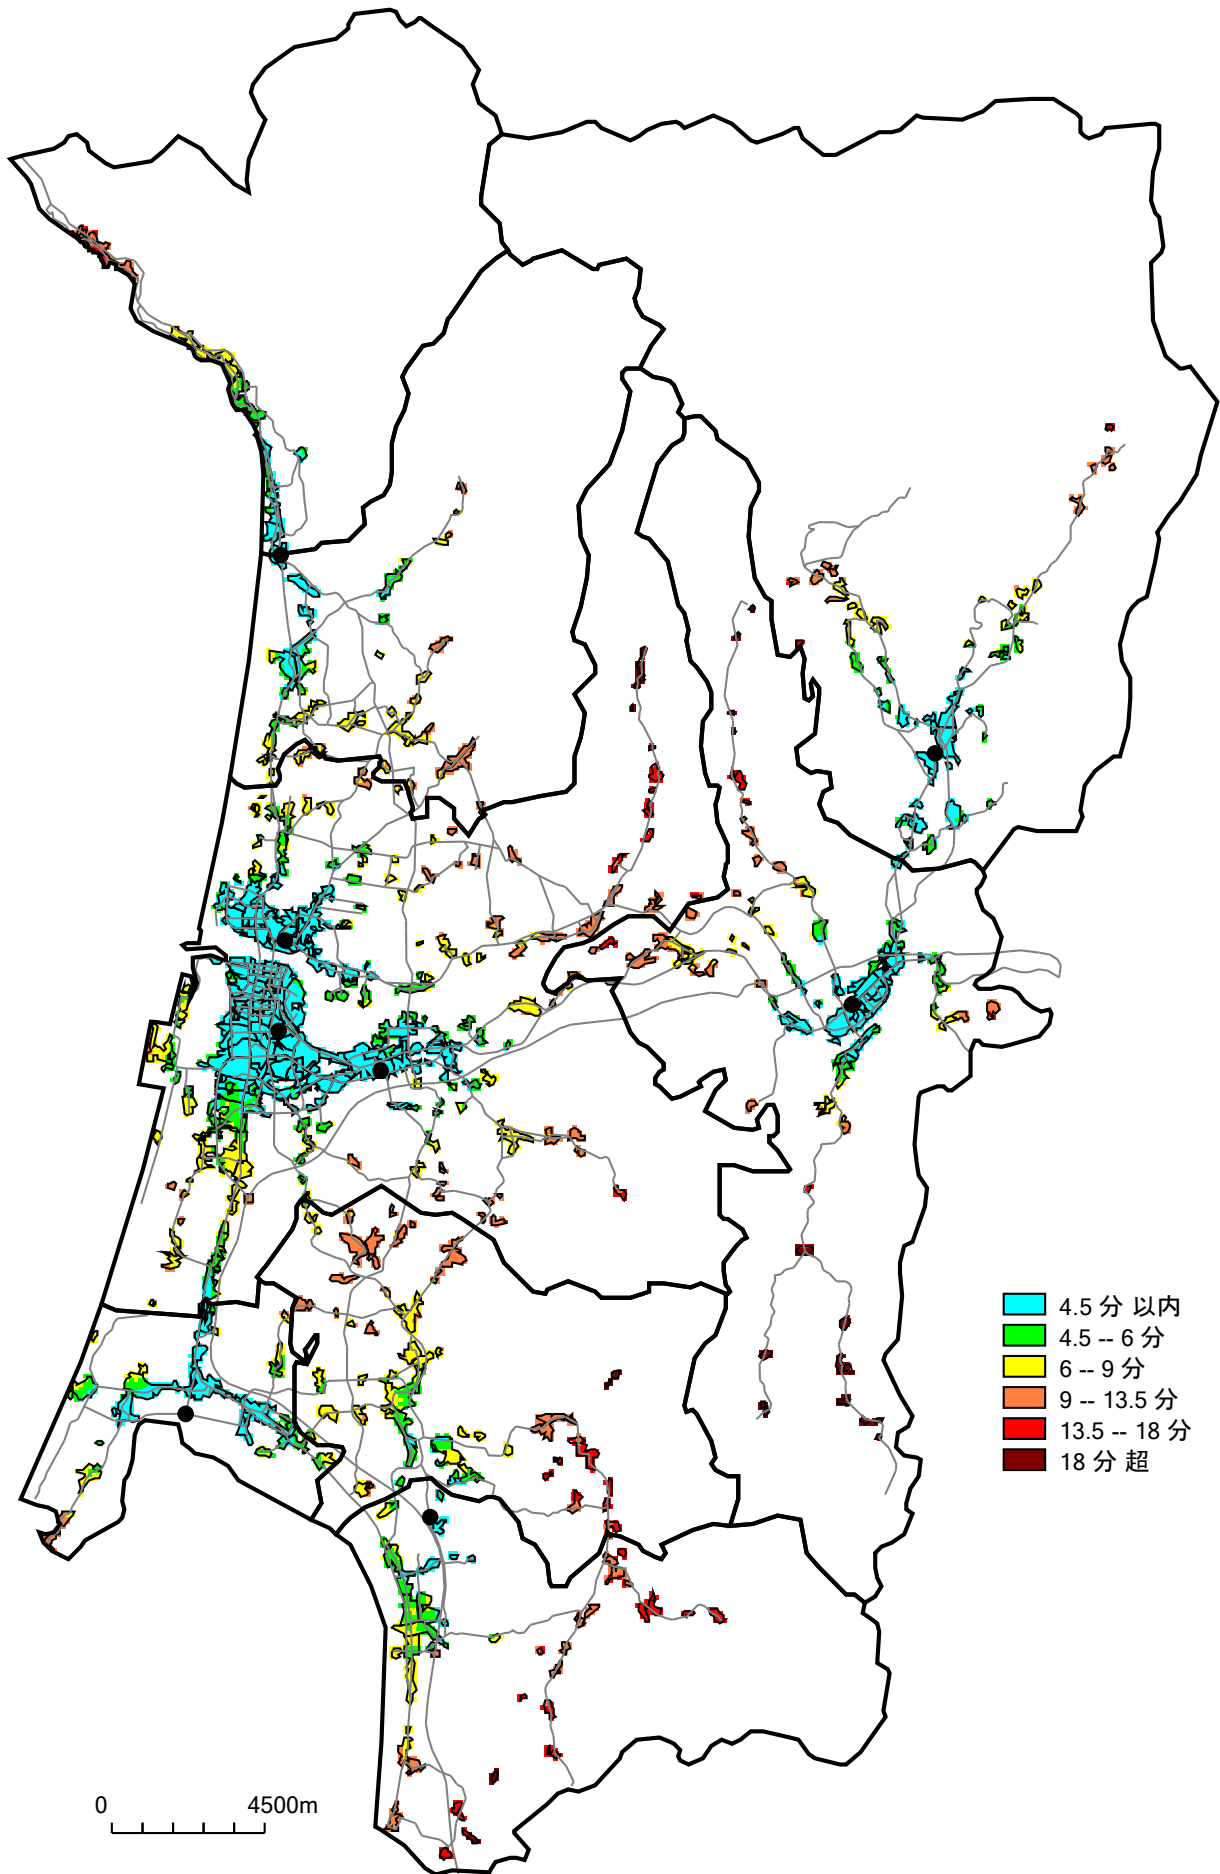 4.5 分 以内
4.5 -- 6 分
6 -- 9 分
9 -- 13.5 分
13.5 -- 18 分
18 分 超
0 4500m